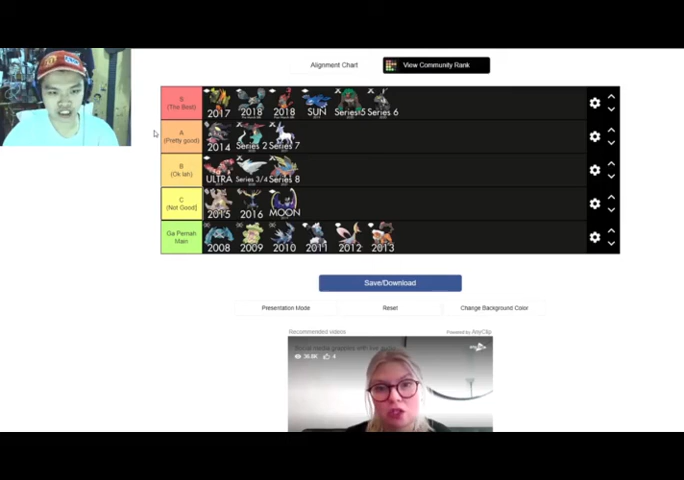 Alignment Chart
View Community Rank
S
(The Best)
2017
2018
2018
SUN
Series 5
Series 6
A
(Pretty good)
2014
Series 2
Series 7
B
(Ok lah)
ULTRA
Series 3/4
Series 8
C
(Not Good)
2015
2016
MOON
Ga Pernah
Main
2008
2009
2010
2011
2012
2013
Save/Download
Presentation Mode
Reset
Change Background Color
Recommended videos
Powered by AnyClip
36.8K
4